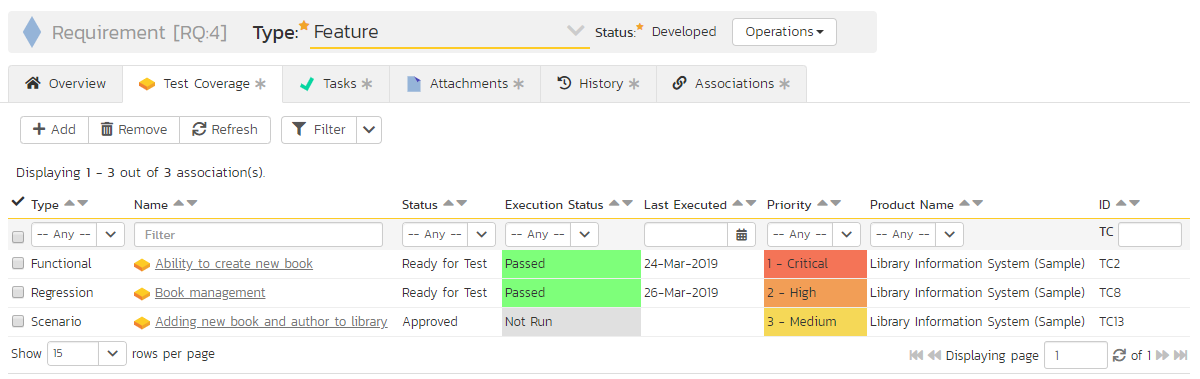 Requirement [RQ:4] Type:* Feature Status:* Developed Operations
Overview Test Coverage * Tasks * Attachments * History * Associations *
+ Add Remove Refresh Filter
Displaying 1 - 3 out of 3 association(s).
Type Name Status Execution Status Last Executed Priority Product Name ID
-- Any -- Filter -- Any -- -- Any -- -- Any -- -- Any -- TC
Functional Ability to create new book Ready for Test Passed 24-Mar-2019 1 - Critical Library Information System (Sample) TC2
Regression Book management Ready for Test Passed 26-Mar-2019 2 - High Library Information System (Sample) TC8
Scenario Adding new book and author to library Approved Not Run 3 - Medium Library Information System (Sample) TC13
Show 15 rows per page Displaying page 1 of 1